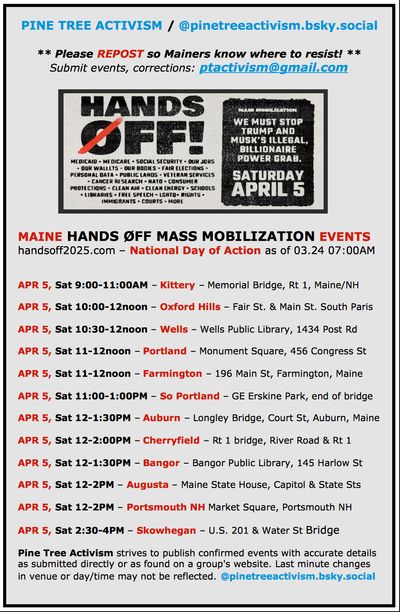 PINE TREE ACTIVISM / @pinetreeactivism.bsky.social
** Please REPOST so Mainers know where to resist! **
Submit events, corrections: ptactivism@gmail.com
HANDS ØFF!
MEDICAID • MEDICARE • SOCIAL SECURITY • OUR JOBS
• OUR WALLETS • OUR BOOKS • FAIR ELECTIONS •
PERSONAL DATA • PUBLIC LANDS • VETERAN SERVICES
• CANCER RESEARCH • NATO • CONSUMER
PROTECTIONS • CLEAN AIR • CLEAN ENERGY • SCHOOLS
• LIBRARIES • FREE SPEECH • LGBTQ+ RIGHTS •
IMMIGRANTS • COURTS • MORE
MASS MOBILIZATION
WE MUST STOP
TRUMP AND
MUSK'S ILLEGAL,
BILLIONAIRE
POWER GRAB.
SATURDAY
APRIL 5
MAINE HANDS ØFF MASS MOBILIZATION EVENTS
handsoff2025.com – National Day of Action as of 03.24 07:00AM
APR 5, Sat 9:00-11:00AM – Kittery – Memorial Bridge, Rt 1, Maine/NH
APR 5, Sat 10:00-12noon – Oxford Hills – Fair St. & Main St. South Paris
APR 5, Sat 10:30-12noon – Wells – Wells Public Library, 1434 Post Rd
APR 5, Sat 11-12noon – Portland – Monument Square, 456 Congress St
APR 5, Sat 11-12noon – Farmington – 196 Main St, Farmington, Maine
APR 5, Sat 11:00-1:00PM – So Portland – GE Erskine Park, end of bridge
APR 5, Sat 12-1:30PM – Auburn – Longley Bridge, Court St, Auburn, Maine
APR 5, Sat 12-2:00PM – Cherryfield – Rt 1 bridge, River Road & Rt 1
APR 5, Sat 12-1:30PM – Bangor – Bangor Public Library, 145 Harlow St
APR 5, Sat 12-2PM – Augusta – Maine State House, Capitol & State Sts
APR 5, Sat 12-2PM – Portsmouth NH Market Square, Portsmouth NH
APR 5, Sat 2:30-4PM – Skowhegan – U.S. 201 & Water St Bridge
Pine Tree Activism strives to publish confirmed events with accurate details
as submitted directly or as found on a group's website. Last minute changes
in venue or day/time may not be reflected. @pinetreeactivism.bsky.social